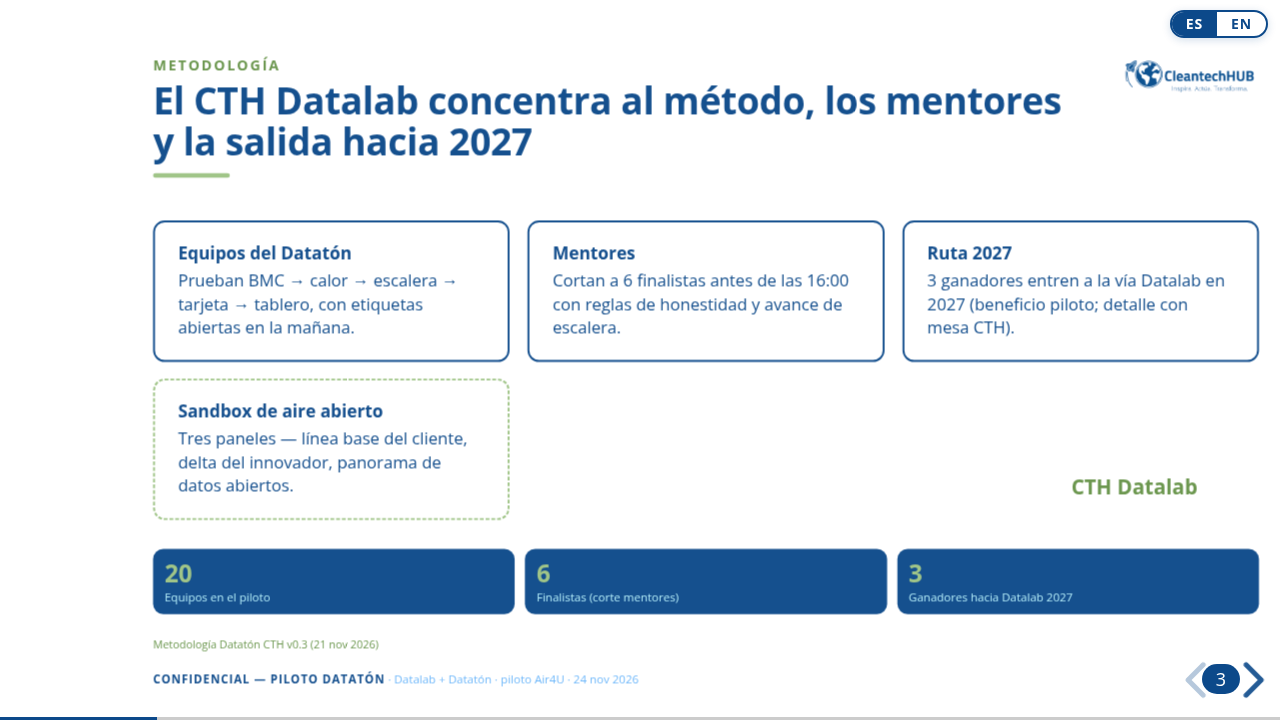 ES EN
METODOLOGÍA
El CTH Datalab concentra al método, los mentores
y la salida hacia 2027
CleantechHUB
Inspira. Actúa. Transforma.
Equipos del Datatón
Prueban BMC → calor → escalera →
tarjeta → tablero, con etiquetas
abiertas en la mañana.
Mentores
Cortan a 6 finalistas antes de las 16:00
con reglas de honestidad y avance de
escalera.
Ruta 2027
3 ganadores entren a la vía Datalab en
2027 (beneficio piloto; detalle con
mesa CTH).
Sandbox de aire abierto
Tres paneles — línea base del cliente,
delta del innovador, panorama de
datos abiertos.
CTH Datalab
20
Equipos en el piloto
6
Finalistas (corte mentores)
3
Ganadores hacia Datalab 2027
Metodología Datatón CTH v0.3 (21 nov 2026)
CONFIDENCIAL — PILOTO DATATÓN · Datalab + Datatón · piloto Air4U · 24 nov 2026
3